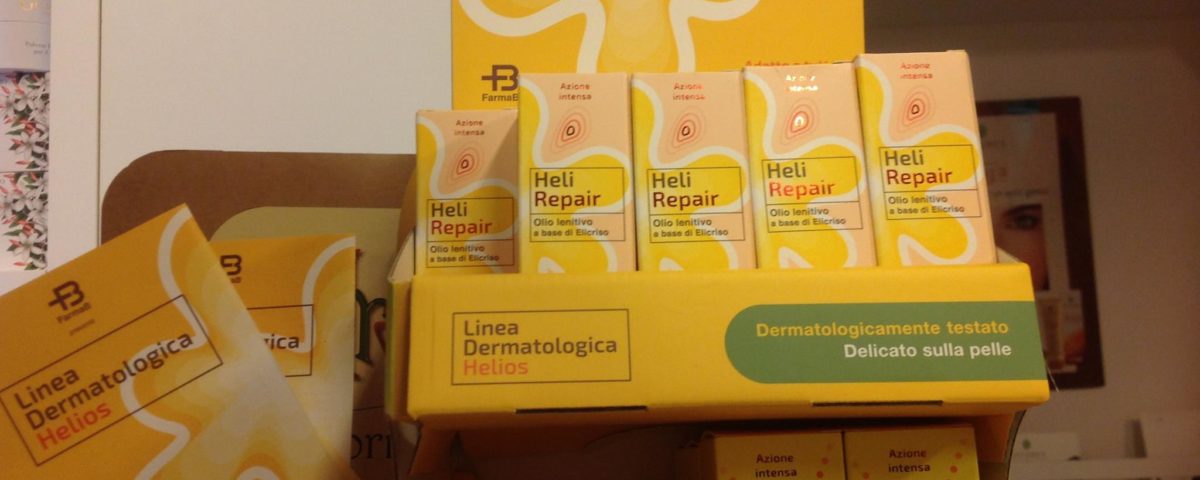 FarmaB
Azione
intensa
Heli
Repair
Olio lenitivo
a base di Elicriso
Azione
intensa
Heli
Repair
Olio lenitivo
a base di Elicriso
Azione
intensa
Heli
Repair
Olio lenitivo
a base di Elicriso
Azione
intensa
Heli
Repair
Olio lenitivo
a base di Elicriso
Azione
intensa
Heli
Repair
Olio lenitivo
a base di Elicriso
Linea
Dermatologica
Helios
Dermatologicamente testato
Delicato sulla pelle
FarmaB
Linea
Dermatologica
Helios
Azione
intensa
Azione
intensa